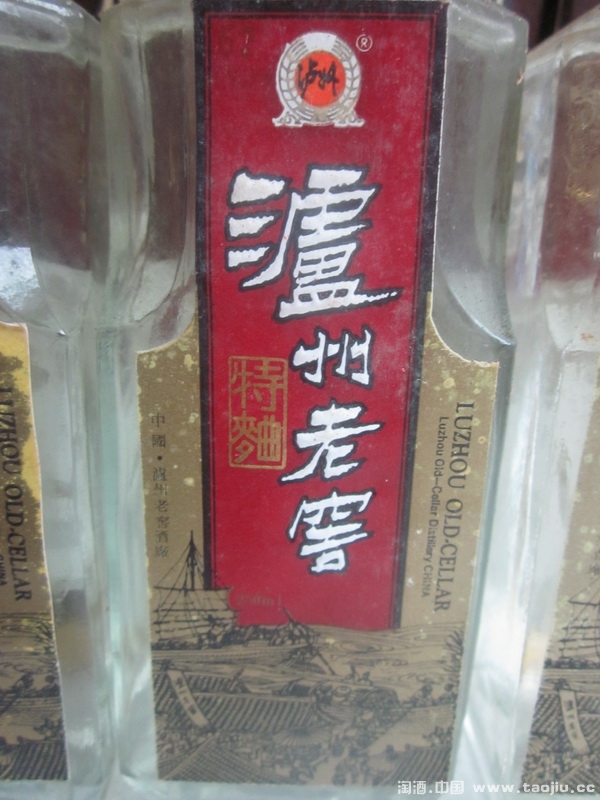 泸州
®
瀘州老窖
特麯
中國·瀘州老窖酒廠
LUZHOU OLD-CELLAR
Luzhou Old-Cellar Distillery CHINA
LUZHOU OLD-CELLAR
CHINA
淘酒.中国 www.taojiu.cc